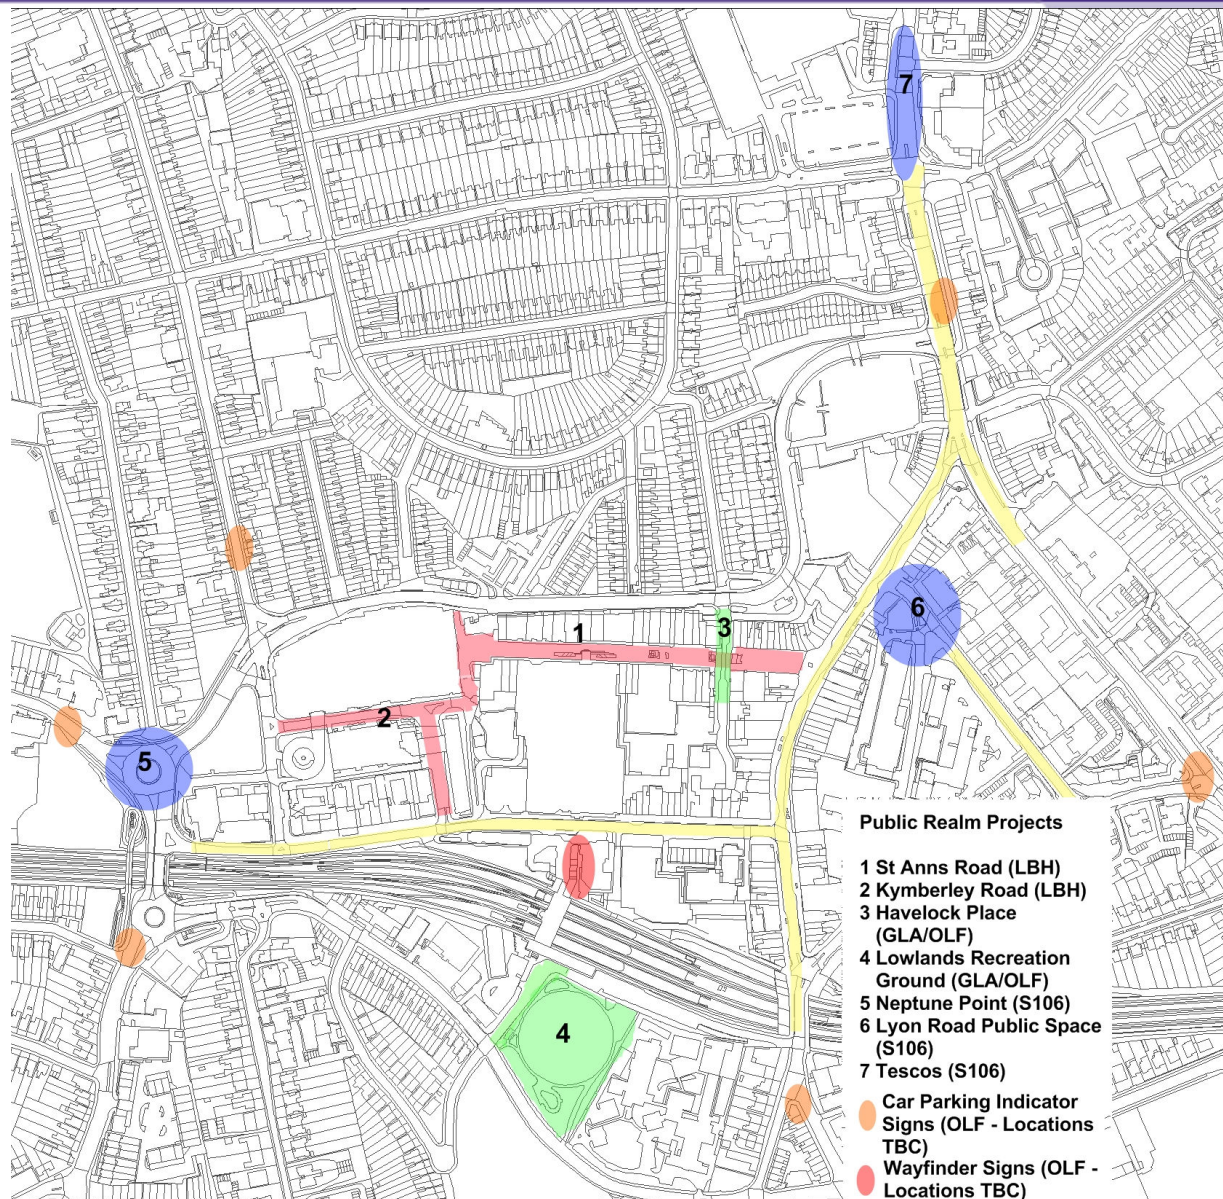 7
1
3
6
2
5
4
Public Realm Projects
1 St Anns Road (LBH)
2 Kymberley Road (LBH)
3 Havelock Place
(GLA/OLF)
4 Lowlands Recreation
Ground (GLA/OLF)
5 Neptune Point (S106)
6 Lyon Road Public Space
(S106)
7 Tescos (S106)
Car Parking Indicator
Signs (OLF - Locations
TBC)
Wayfinder Signs (OLF -
Locations TBC)